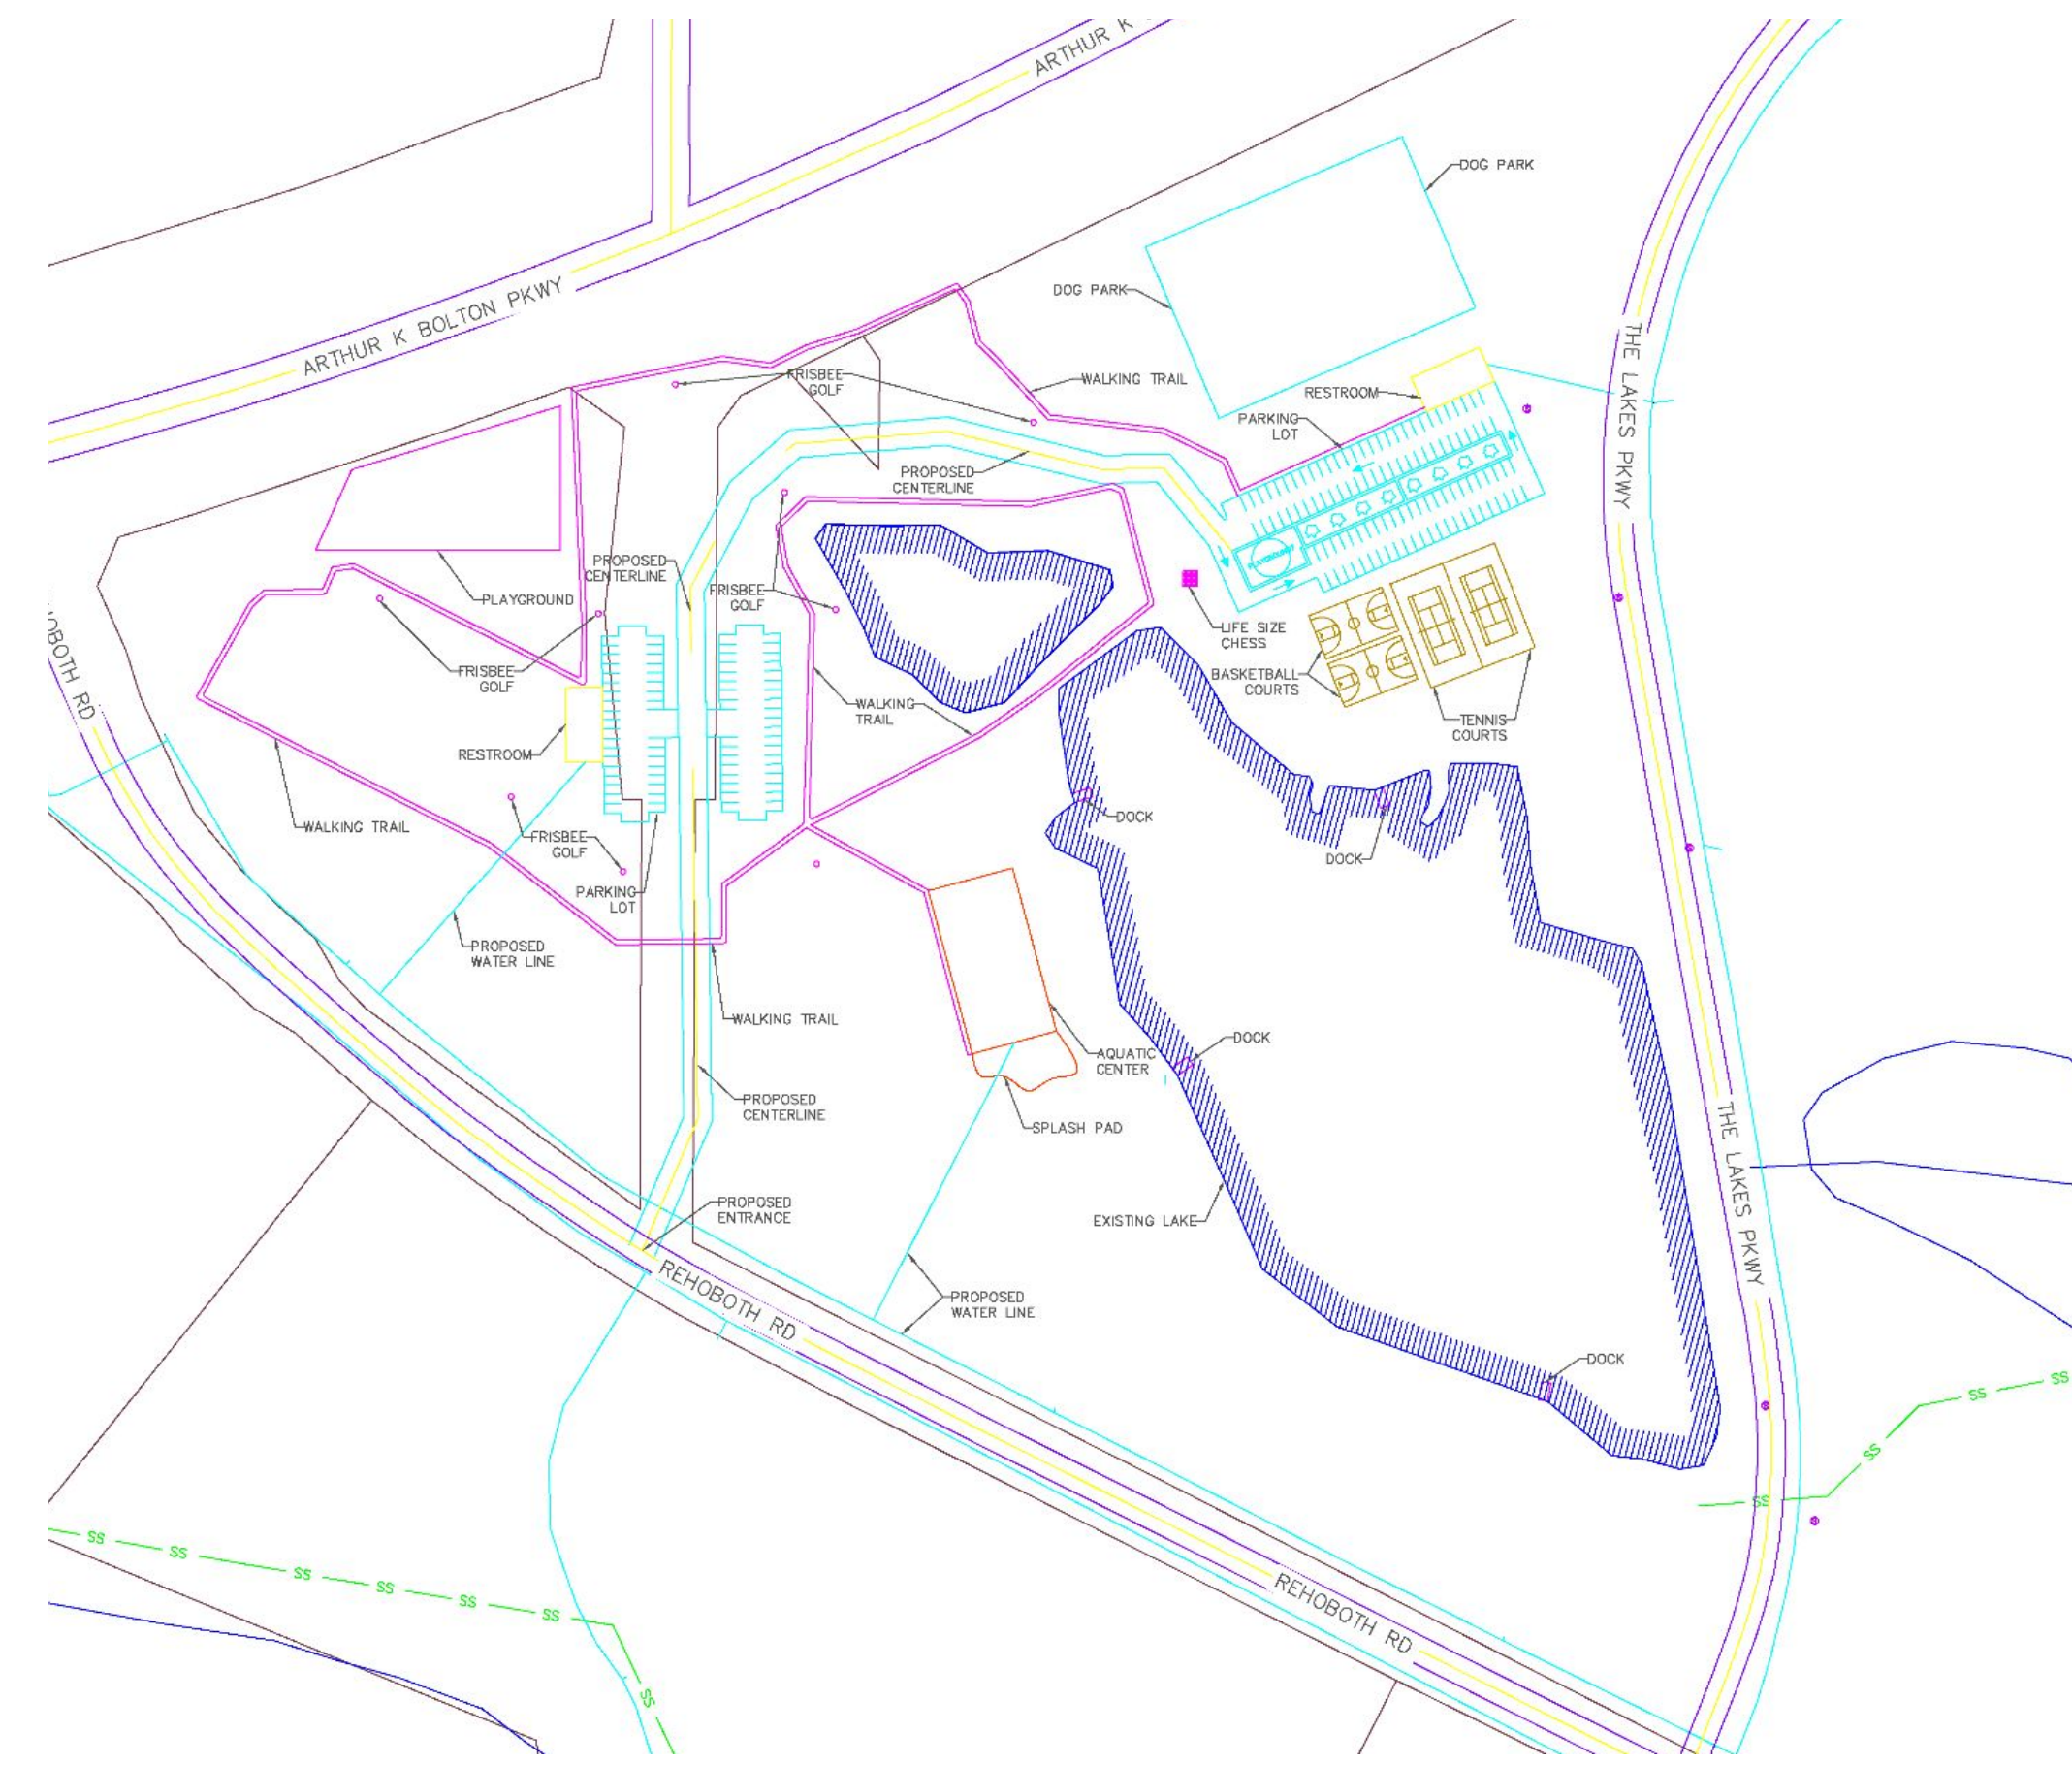 ARTHUR K
ARTHUR K BOLTON PKWY
DOG PARK
DOG PARK
THE LAKES PKWY
WALKING TRAIL
FRISBEE
GOLF
RESTROOM
PARKING
LOT
PROPOSED
CENTERLINE
PROPOSED
CENTERLINE
PLAYGROUND
PLAYGROUND
FRISBEE
GOLF
LIFE SIZE
CHESS
FRISBEE
GOLF
BASKETBALL
COURTS
TENNIS
COURTS
WALKING
TRAIL
OBOTH RD
RESTROOM
DOCK
WALKING TRAIL
FRISBEE
GOLF
DOCK
PARKING
LOT
PROPOSED
WATER LINE
WALKING TRAIL
DOCK
AQUATIC
CENTER
PROPOSED
CENTERLINE
SPLASH PAD
THE LAKES PKWY
PROPOSED
ENTRANCE
EXISTING LAKE
PROPOSED
WATER LINE
REHOBOTH RD
DOCK
SS
SS
SS
SS
SS
SS
SS
SS
SS
SS
REHOBOTH RD
SS